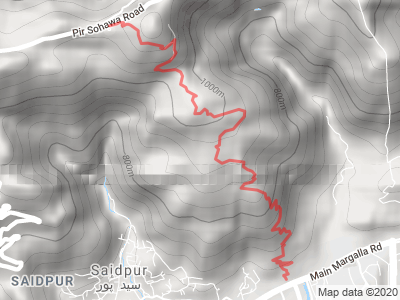 Pir Sohawa Road
1000m
800m
800m
Saidpur
سید پور
SAIDPUR
Main Margalla Rd
Map data ©2020